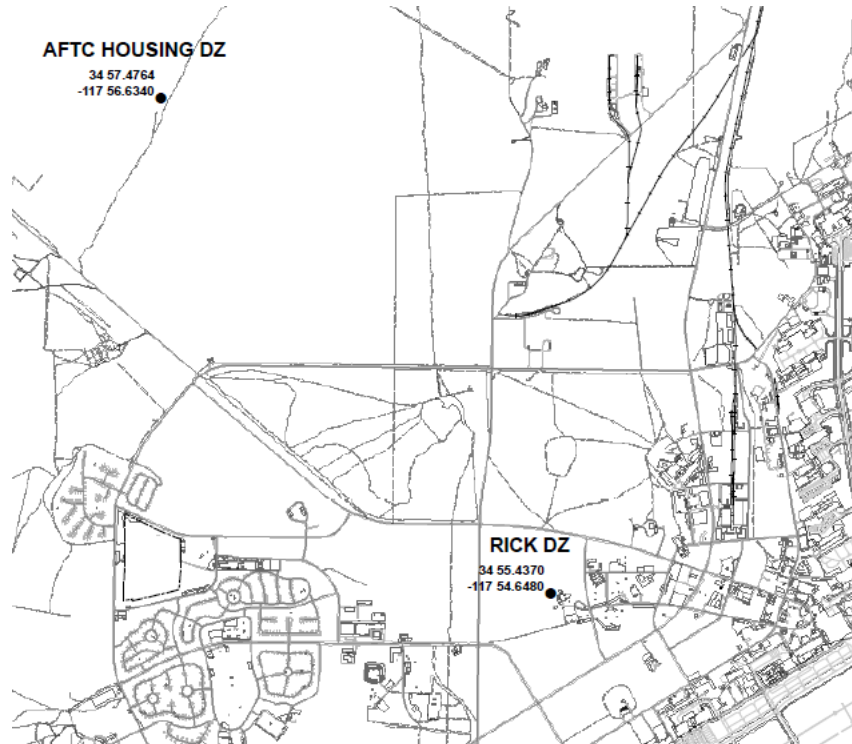 AFTC HOUSING DZ
34 57.4764
-117 56.6340
RICK DZ
34 55.4370
-117 54.6480